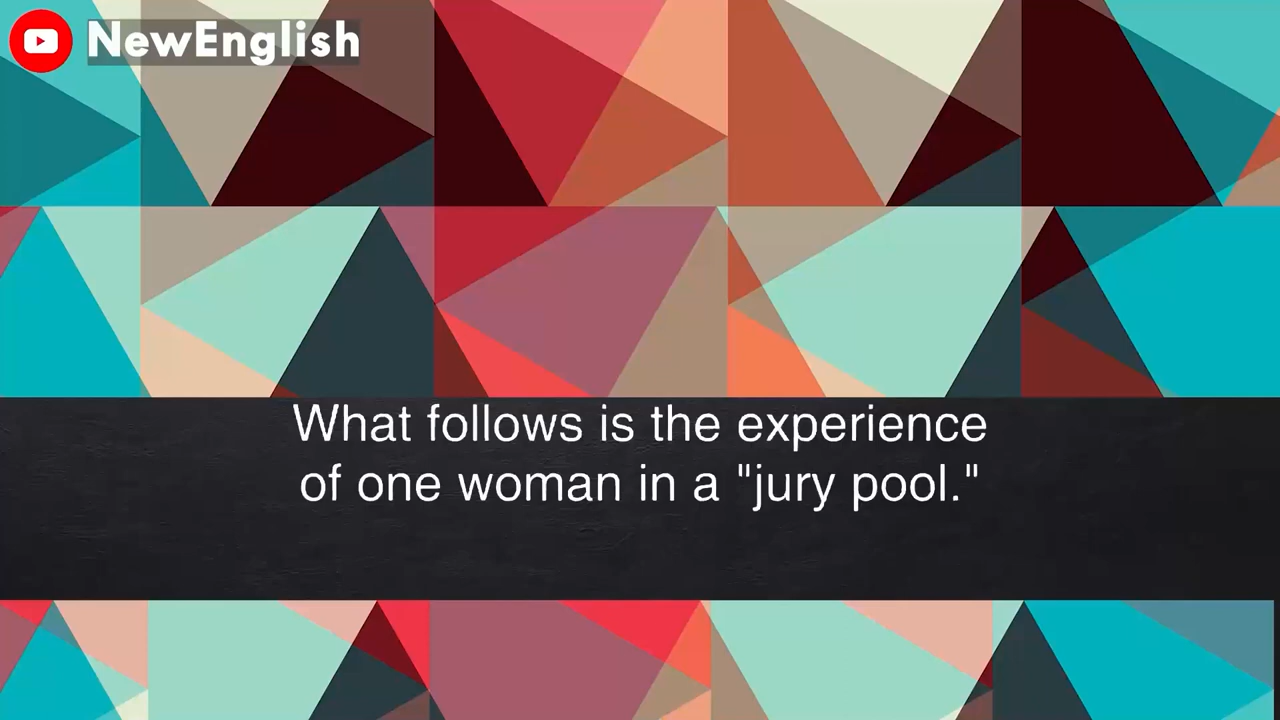 NewEnglish
What follows is the experience
of one woman in a "jury pool."